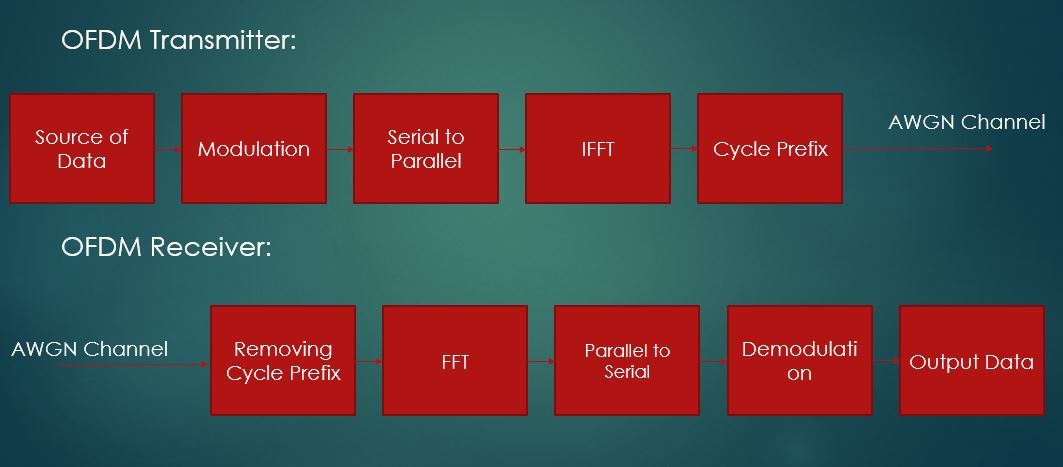 OFDM Transmitter:
Source of
Data
Modulation
Serial to
Parallel
IFFT
Cycle Prefix
AWGN Channel
OFDM Receiver:
AWGN Channel
Removing
Cycle Prefix
FFT
Parallel to
Serial
Demodulati
on
Output Data